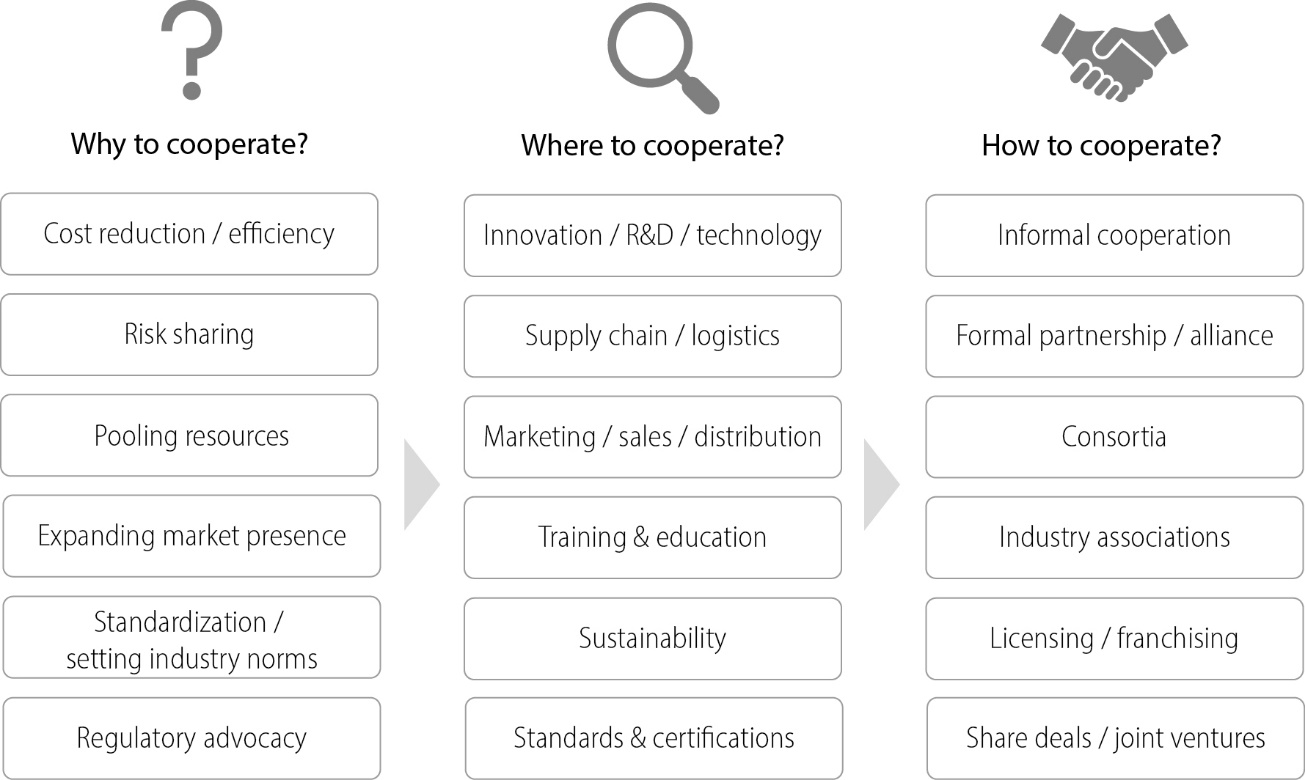 Why to cooperate?
Cost reduction / efficiency
Risk sharing
Pooling resources
Expanding market presence
Standardization /
setting industry norms
Regulatory advocacy
Where to cooperate?
Innovation / R&D / technology
Supply chain / logistics
Marketing / sales / distribution
Training & education
Sustainability
Standards & certifications
How to cooperate?
Informal cooperation
Formal partnership / alliance
Consortia
Industry associations
Licensing / franchising
Share deals / joint ventures